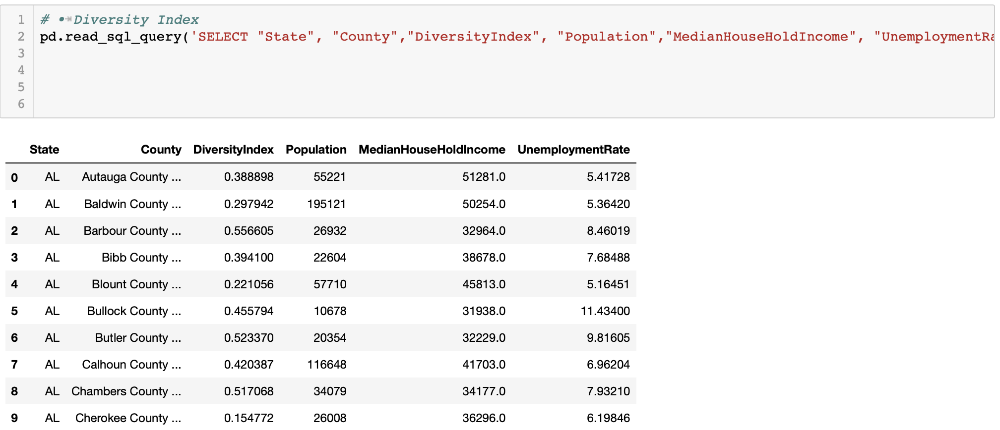 1 # •⇥Diversity Index
2 pd.read_sql_query('SELECT "State", "County","DiversityIndex", "Population","MedianHouseHoldIncome", "UnemploymentRa
3
4
5
6
State County DiversityIndex Population MedianHouseHoldIncome UnemploymentRate
0 AL Autauga County ... 0.388898 55221 51281.0 5.41728
1 AL Baldwin County ... 0.297942 195121 50254.0 5.36420
2 AL Barbour County ... 0.556605 26932 32964.0 8.46019
3 AL Bibb County ... 0.394100 22604 38678.0 7.68488
4 AL Blount County ... 0.221056 57710 45813.0 5.16451
5 AL Bullock County ... 0.455794 10678 31938.0 11.43400
6 AL Butler County ... 0.523370 20354 32229.0 9.81605
7 AL Calhoun County ... 0.420387 116648 41703.0 6.96204
8 AL Chambers County ... 0.517068 34079 34177.0 7.93210
9 AL Cherokee County ... 0.154772 26008 36296.0 6.19846